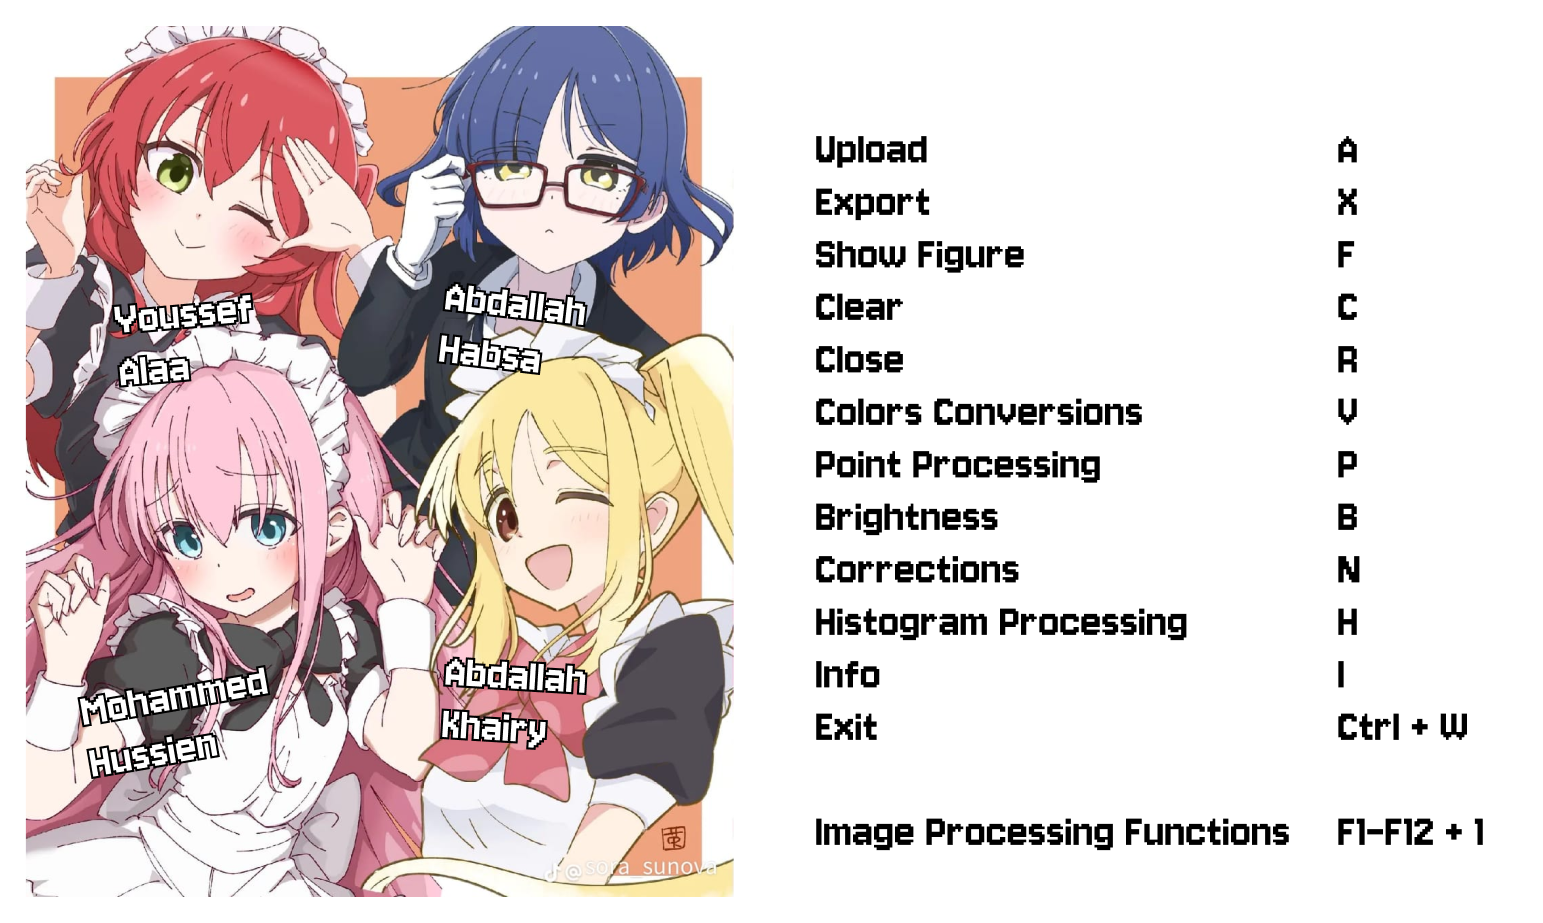 Youssef
Alaa
Abdallah
Habsa
Mohammed
Hussien
Abdallah
Khairy
@sora_sunova
Upload A
Export X
Show Figure F
Clear C
Close R
Colors Conversions V
Point Processing P
Brightness B
Corrections N
Histogram Processing H
Info I
Exit Ctrl + W
Image Processing Functions F1-F12 + 1